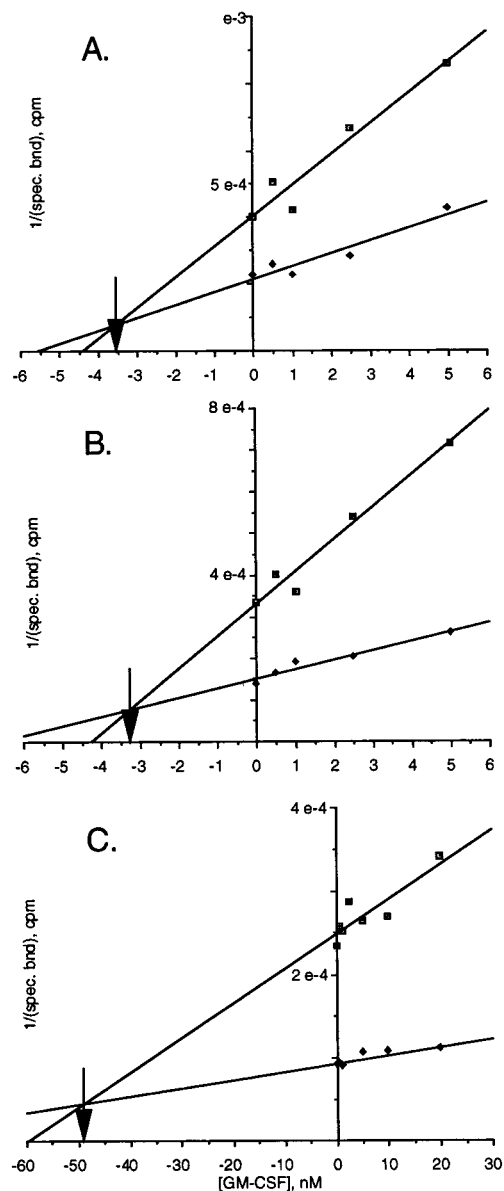 A.
e-3
5 e-4
1/(spec. bnd), cpm
-6 -5 -4 -3 -2 -1 0 1 2 3 4 5 6
B.
8 e-4
4 e-4
1/(spec. bnd), cpm
-6 -5 -4 -3 -2 -1 0 1 2 3 4 5 6
C.
4 e-4
2 e-4
1/(spec. bnd), cpm
-60 -50 -40 -30 -20 -10 0 10 20 30
[GM-CSF], nM